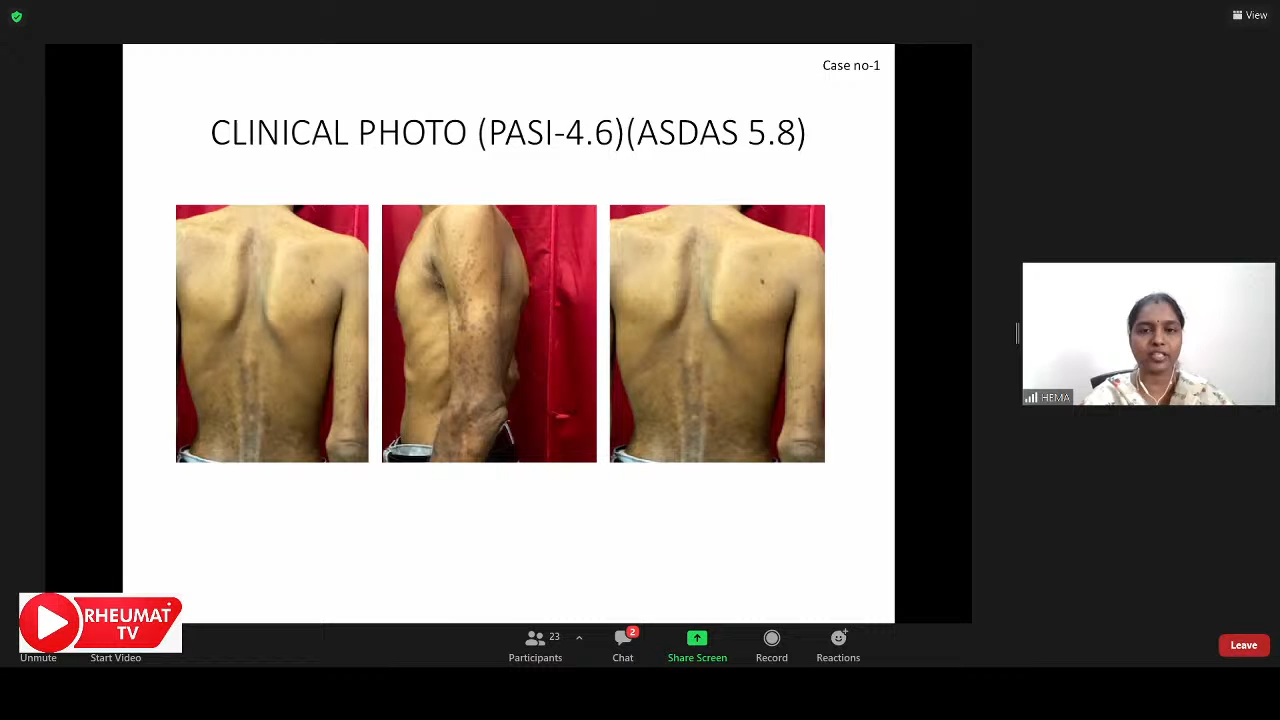 View
Case no-1
CLINICAL PHOTO (PASI-4.6)(ASDAS 5.8)
HEMA
RHEUMAT
TV
23
2
Unmute
Start Video
Participants
Chat
Share Screen
Record
Reactions
Leave